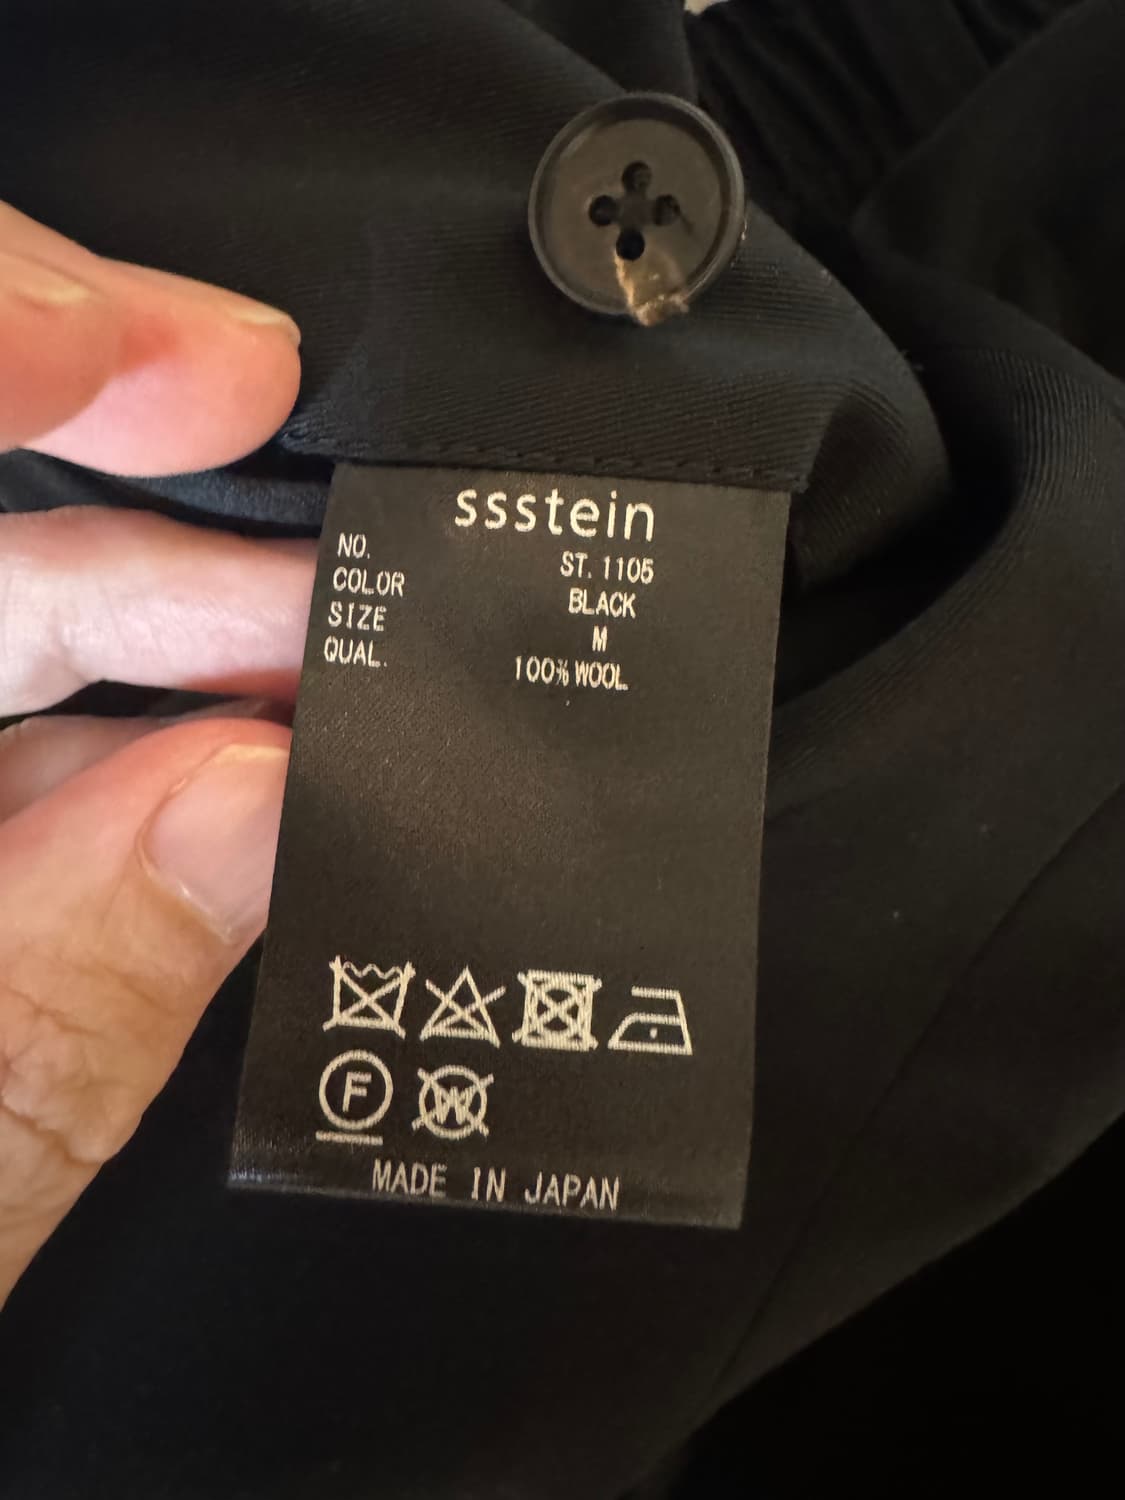 ssstein
NO. ST. 1105
COLOR BLACK
SIZE M
QUAL. 100% WOOL
F W
MADE IN JAPAN